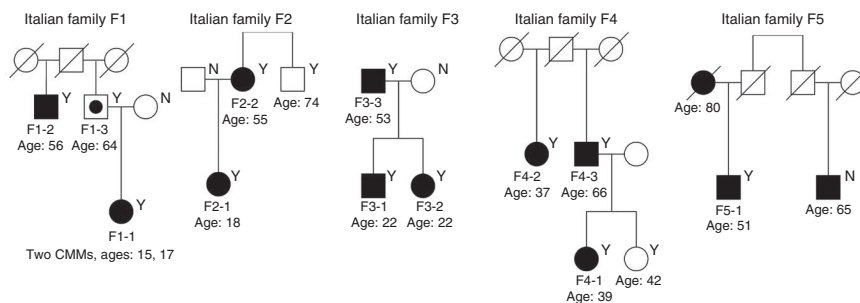 Italian family F1
Italian family F2
Italian family F3
Italian family F4
Italian family F5
Y
F1-2
Age: 56
Y
F1-3
Age: 64
N
Y
F1-1
Two CMMs, ages: 15, 17
N
Y
F2-2
Age: 55
Y
Age: 74
Y
F2-1
Age: 18
Y
F3-3
Age: 53
N
Y
F3-1
Age: 22
Y
F3-2
Age: 22
Y
F4-2
Age: 37
Y
F4-3
Age: 66
Y
F4-1
Age: 39
Y
Age: 42
Age: 80
Y
F5-1
Age: 51
N
Age: 65